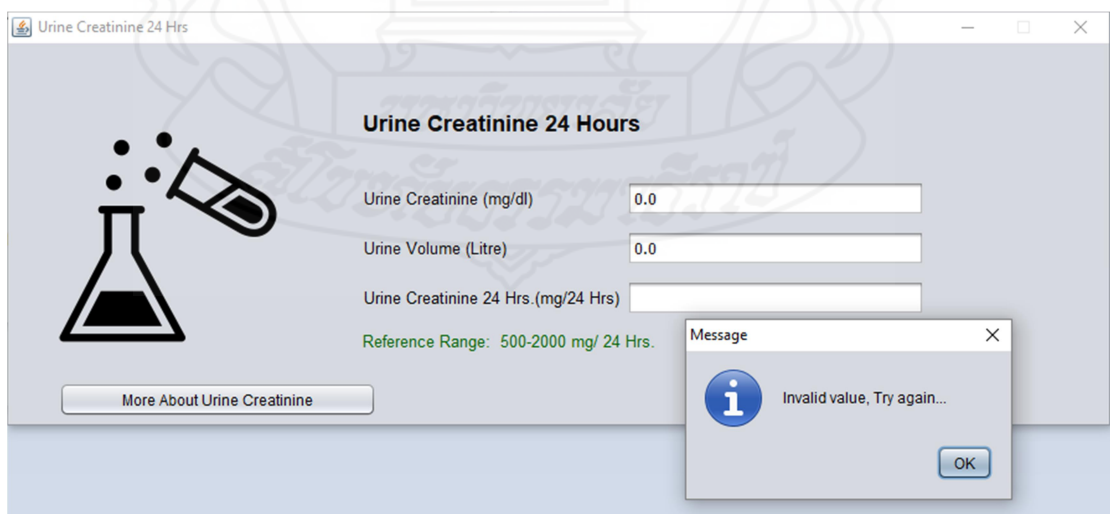 Urine Creatinine 24 Hrs
Urine Creatinine 24 Hours
Urine Creatinine (mg/dl) 0.0
Urine Volume (Litre) 0.0
Urine Creatinine 24 Hrs.(mg/24 Hrs)
Reference Range: 500-2000 mg/ 24 Hrs.
More About Urine Creatinine
Message
Invalid value, Try again...
OK